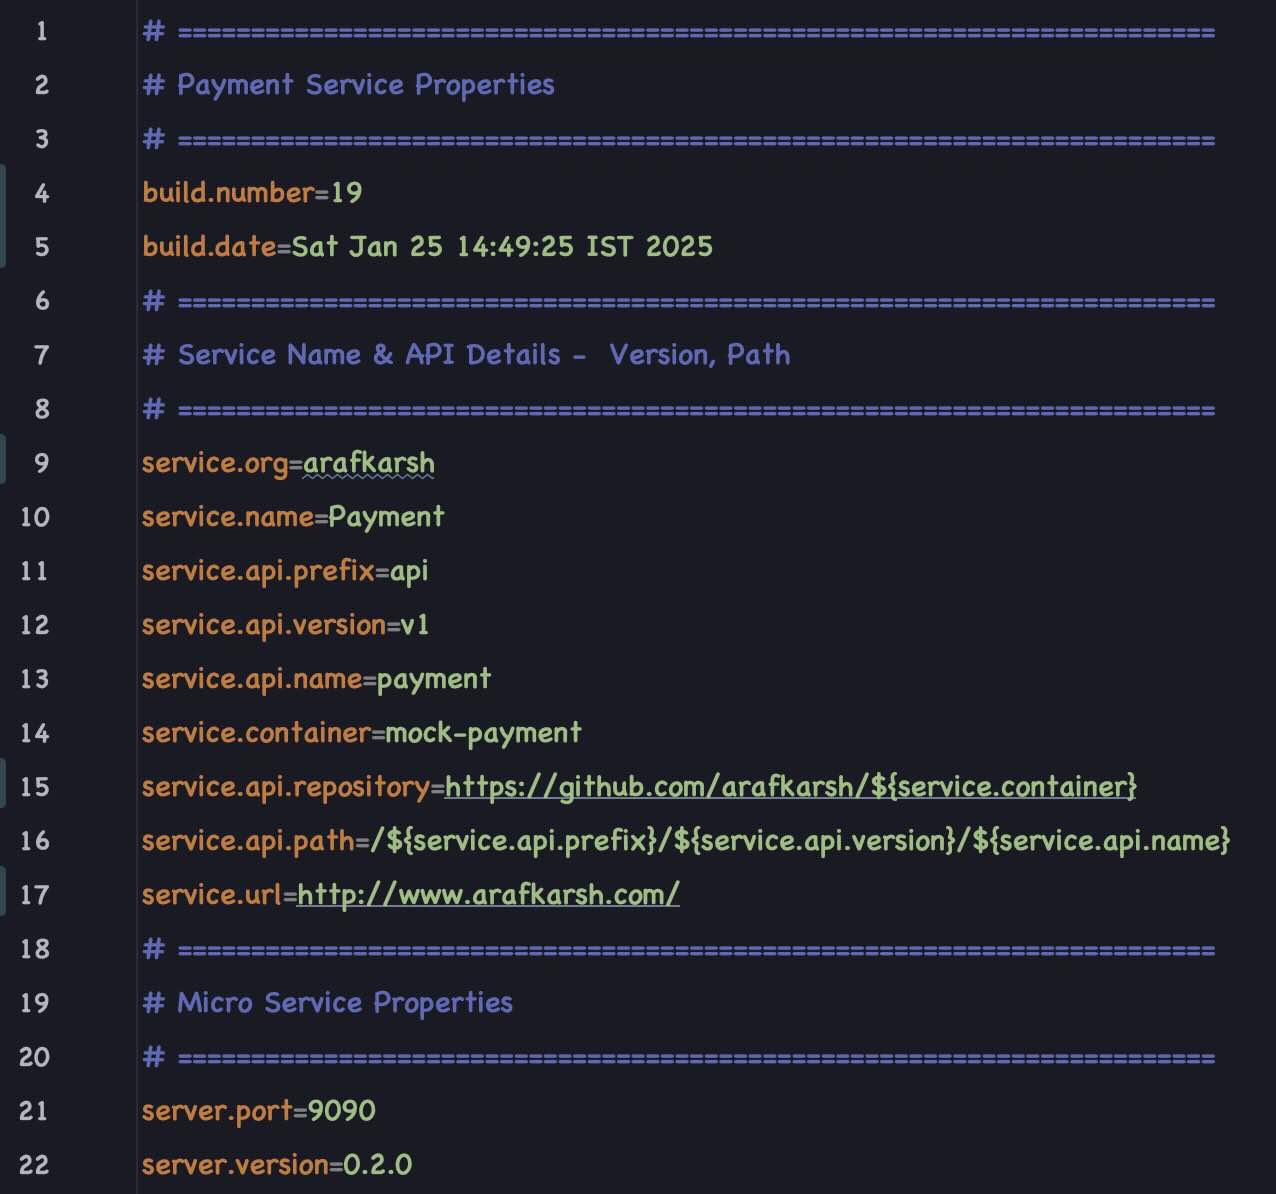 1 # =======================================================================
2 # Payment Service Properties
3 # =======================================================================
4 build.number=19
5 build.date=Sat Jan 25 14:49:25 IST 2025
6 # =======================================================================
7 # Service Name & API Details -  Version, Path
8 # =======================================================================
9 service.org=arafkarsh
10 service.name=Payment
11 service.api.prefix=api
12 service.api.version=v1
13 service.api.name=payment
14 service.container=mock-payment
15 service.api.repository=https://github.com/arafkarsh/${service.container}
16 service.api.path=/${service.api.prefix}/${service.api.version}/${service.api.name}
17 service.url=http://www.arafkarsh.com/
18 # =======================================================================
19 # Micro Service Properties
20 # =======================================================================
21 server.port=9090
22 server.version=0.2.0